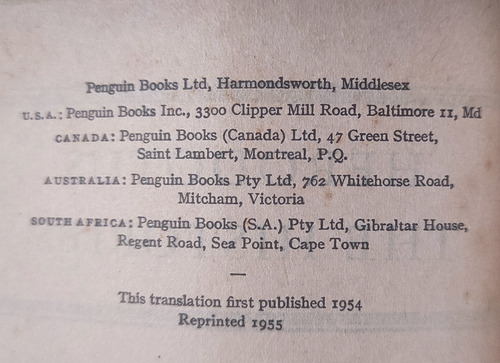 Penguin Books Ltd, Harmondsworth, Middlesex
U.S.A.: Penguin Books Inc., 3300 Clipper Mill Road, Baltimore 11, Md
CANADA: Penguin Books (Canada) Ltd, 47 Green Street,
Saint Lambert, Montreal, P.Q.
AUSTRALIA: Penguin Books Pty Ltd, 762 Whitehorse Road,
Mitcham, Victoria
SOUTH AFRICA: Penguin Books (S.A.) Pty Ltd, Gibraltar House,
Regent Road, Sea Point, Cape Town
—
This translation first published 1954
Reprinted 1955